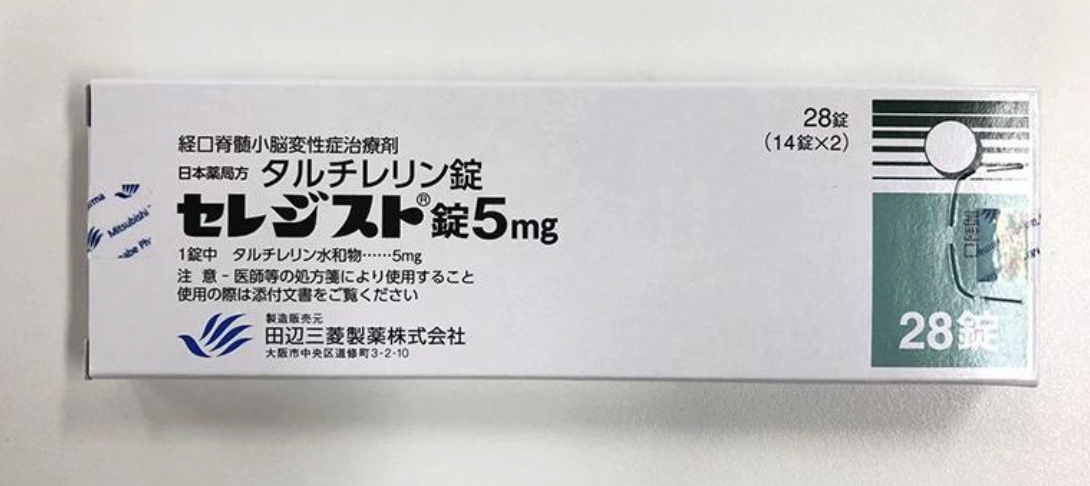 経口脊髄小脳変性症治療剤
日本薬局方 タルチレリン錠
セレジスト®錠5mg
1錠中 タルチレリン水和物……5mg
注 意 - 医師等の処方箋により使用すること
使用の際は添付文書をご覧ください
製造販売元
田辺三菱製薬株式会社
大阪市中央区道修町3-2-10
28錠
(14錠×2)
開封口
28錠
Mitsubishi